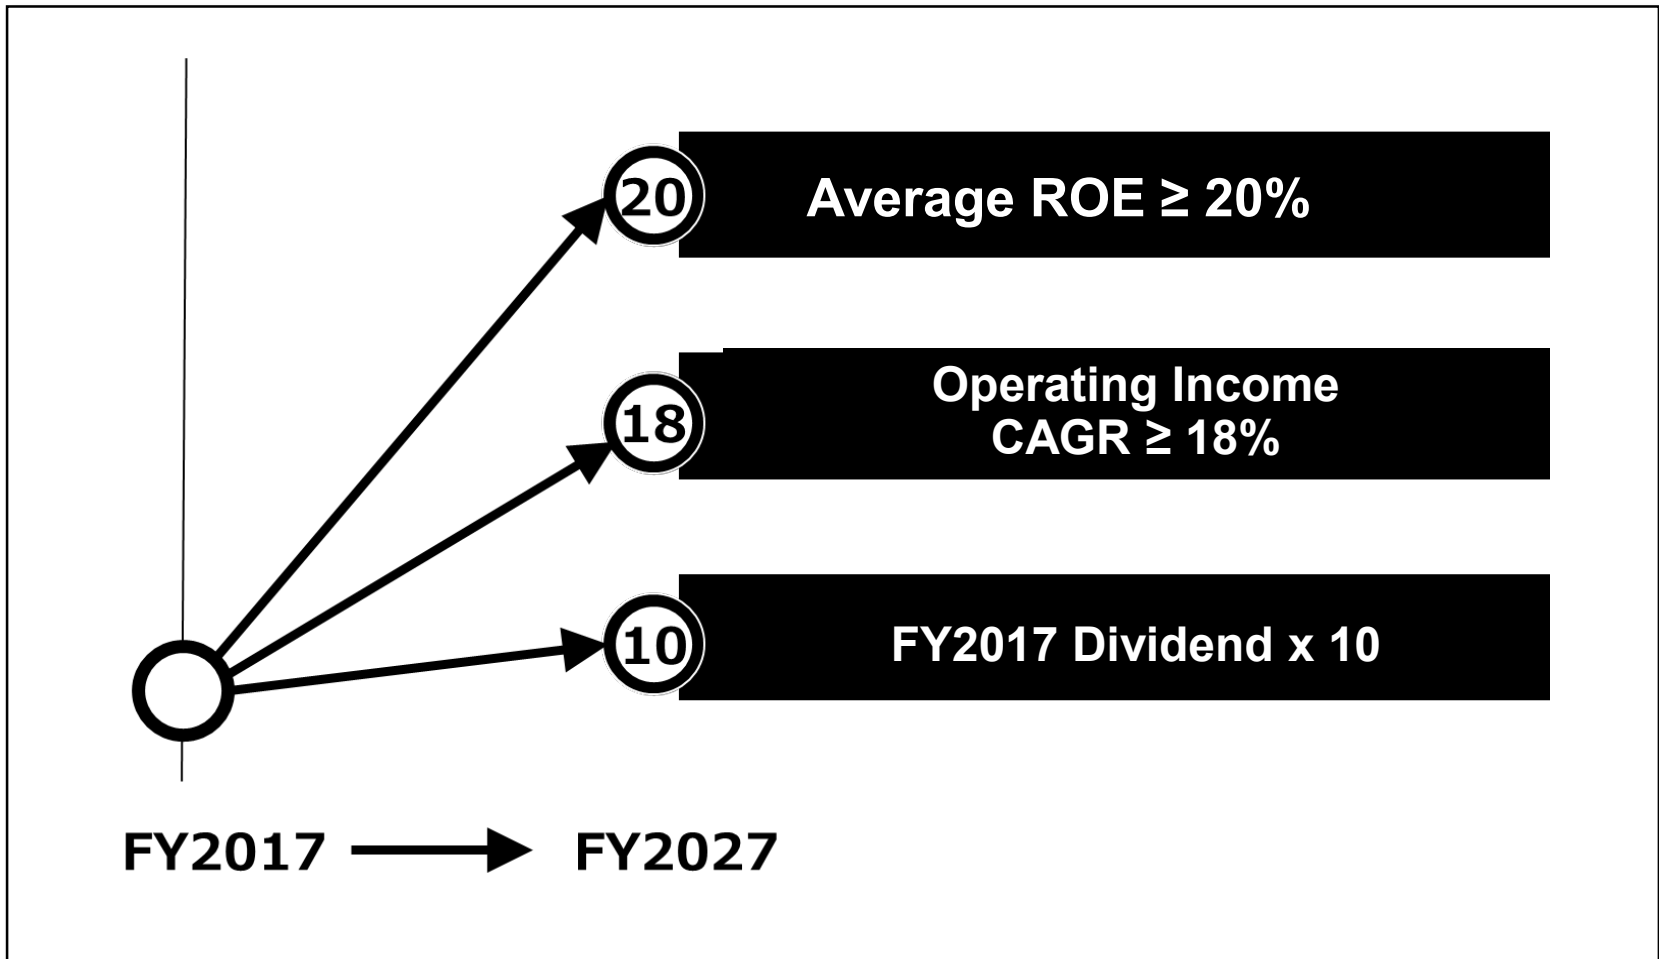 20
Average ROE ≥ 20%
18
Operating Income
CAGR ≥ 18%
10
FY2017 Dividend x 10
FY2017
FY2027